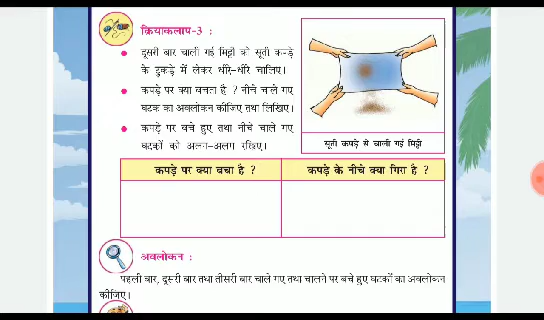 क्रियाकलाप-3 :
दूसरी बार चाली गई मिट्टी को सूती कपड़े
के टुकड़े में लेकर धीरे-धीरे चालिए।
कपड़े पर क्या बचता है ? नीचे चाले गए
घटक का अवलोकन कीजिए तथा लिखिए।
कपड़े पर बचे हुए तथा नीचे चाले गए
घटकों को अलग-अलग रखिए।
सूती कपड़े से चाली गई मिट्टी
कपड़े पर क्या बचा है ?
कपड़े के नीचे क्या गिरा है ?
अवलोकन :
पहली बार, दूसरी बार तथा तीसरी बार चाले गए तथा चालने पर बचे हुए घटकों का अवलोकन
कीजिए।